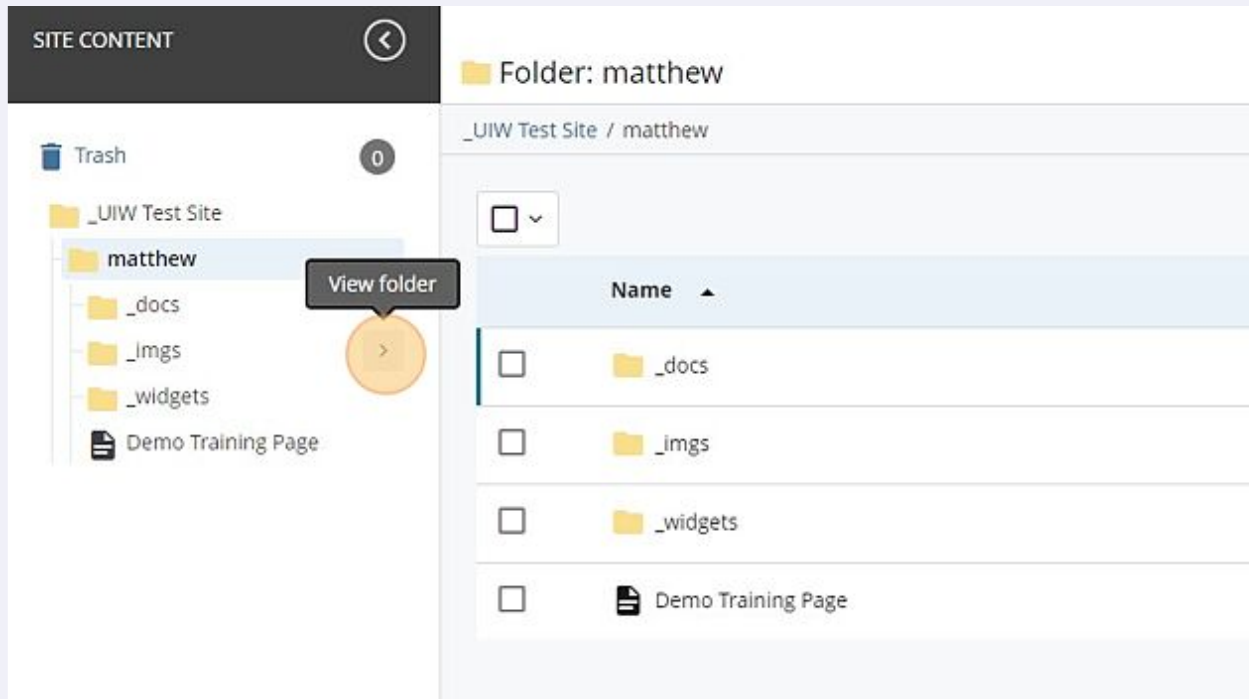 SITE CONTENT
Trash
0
_UIW Test Site
matthew
View folder
_docs
_imgs
_widgets
Demo Training Page
Folder: matthew
_UIW Test Site / matthew
Name
_docs
_imgs
_widgets
Demo Training Page